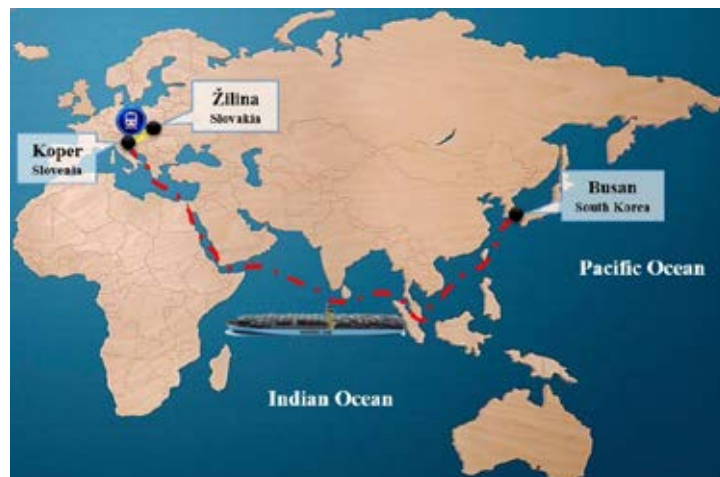 Žilina
Slovakia
Koper
Slovenia
Busan
South Korea
Pacific Ocean
Indian Ocean